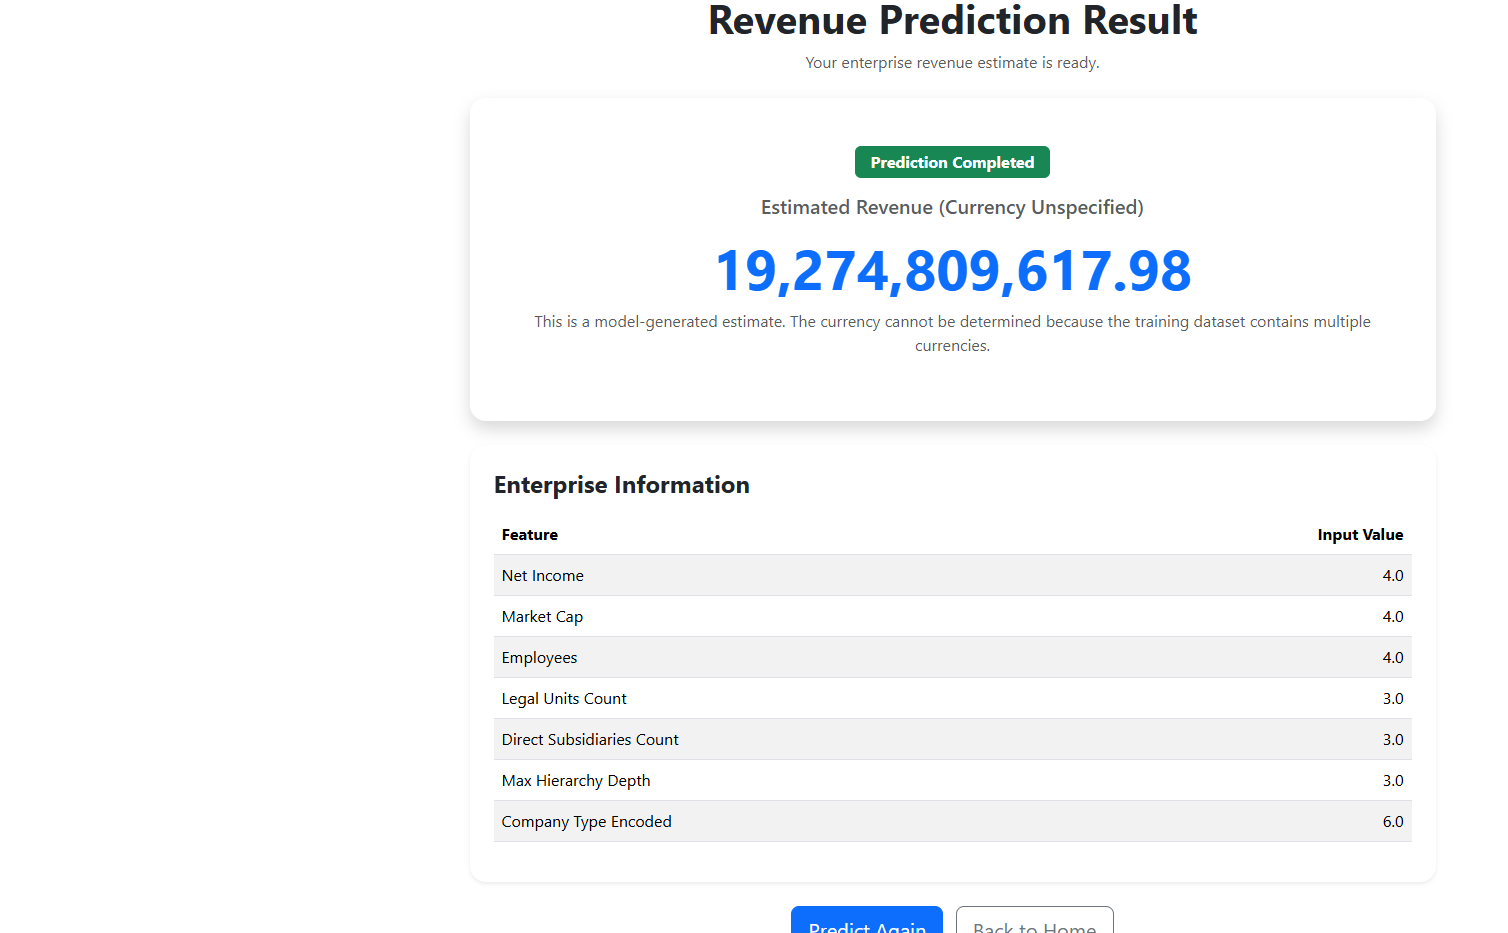 Revenue Prediction Result
Your enterprise revenue estimate is ready.
Prediction Completed
Estimated Revenue (Currency Unspecified)
19,274,809,617.98
This is a model-generated estimate. The currency cannot be determined because the training dataset contains multiple
currencies.
Enterprise Information
Feature Input Value
Net Income 4.0
Market Cap 4.0
Employees 4.0
Legal Units Count 3.0
Direct Subsidiaries Count 3.0
Max Hierarchy Depth 3.0
Company Type Encoded 6.0
Predict Again Back to Home